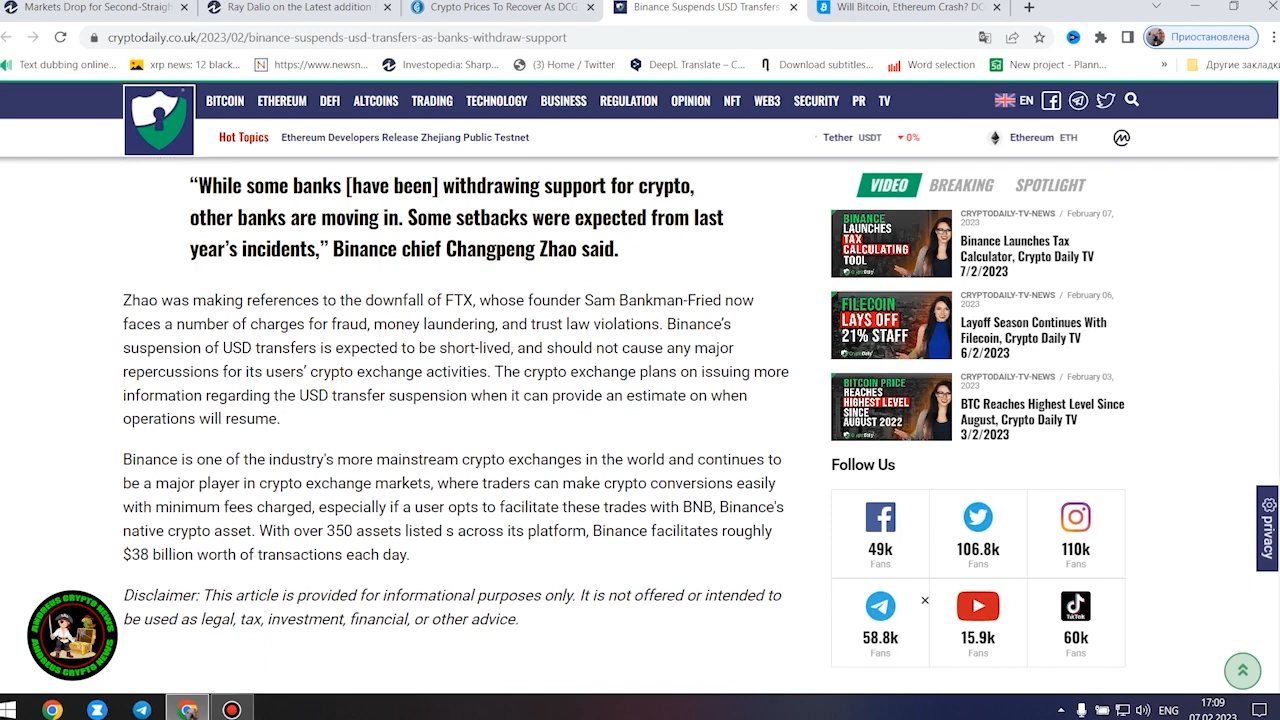 Markets Drop for Second-Straigh
Ray Dalio on the Latest addition
Crypto Prices To Recover As DCG
Binance Suspends USD Transfers
Will Bitcoin, Ethereum Crash? DC
cryptodaily.co.uk/2023/02/binance-suspends-usd-transfers-as-banks-withdraw-support
Приостановлена
Text dubbing online...
xrp news: 12 black...
https://www.newsn...
Investopedia: Sharp...
(3) Home / Twitter
DeepL Translate – C...
Download subtitles...
Word selection
New project - Plann...
»
Другие закладки
BITCOIN ETHEREUM DEFI ALTCOINS TRADING TECHNOLOGY BUSINESS REGULATION OPINION NFT WEB3 SECURITY PR TV
EN
Hot Topics
Ethereum Developers Release Zhejiang Public Testnet
Tether USDT ▾0%
Ethereum ETH
“While some banks [have been] withdrawing support for crypto,
other banks are moving in. Some setbacks were expected from last
year’s incidents,” Binance chief Changpeng Zhao said.
Zhao was making references to the downfall of FTX, whose founder Sam Bankman-Fried now
faces a number of charges for fraud, money laundering, and trust law violations. Binance’s
suspension of USD transfers is expected to be short-lived, and should not cause any major
repercussions for its users’ crypto exchange activities. The crypto exchange plans on issuing more
information regarding the USD transfer suspension when it can provide an estimate on when
operations will resume.
Binance is one of the industry's more mainstream crypto exchanges in the world and continues to
be a major player in crypto exchange markets, where traders can make crypto conversions easily
with minimum fees charged, especially if a user opts to facilitate these trades with BNB, Binance's
native crypto asset. With over 350 assets listed s across its platform, Binance facilitates roughly
$38 billion worth of transactions each day.
Disclaimer: This article is provided for informational purposes only. It is not offered or intended to
be used as legal, tax, investment, financial, or other advice.
VIDEO BREAKING SPOTLIGHT
BINANCE
LAUNCHES
TAX
CALCULATING
TOOL
CryptoDaily
CRYPTODAILY-TV-NEWS / February 07,
2023
Binance Launches Tax
Calculator, Crypto Daily TV
7/2/2023
FILECOIN
LAYS OFF
21% STAFF
CryptoDaily
CRYPTODAILY-TV-NEWS / February 06,
2023
Layoff Season Continues With
Filecoin, Crypto Daily TV
6/2/2023
BITCOIN PRICE
REACHES
HIGHEST LEVEL
SINCE
AUGUST 2022
CryptoDaily
CRYPTODAILY-TV-NEWS / February 03,
2023
BTC Reaches Highest Level Since
August, Crypto Daily TV
3/2/2023
Follow Us
49k
Fans
106.8k
Fans
110k
Fans
58.8k
Fans
15.9k
Fans
TikTok
60k
Fans
privacy
ANDREUS CRYPTO NEWS
ANDREUS CRYPTO NEWS
ENG
17:09
07.02.2023